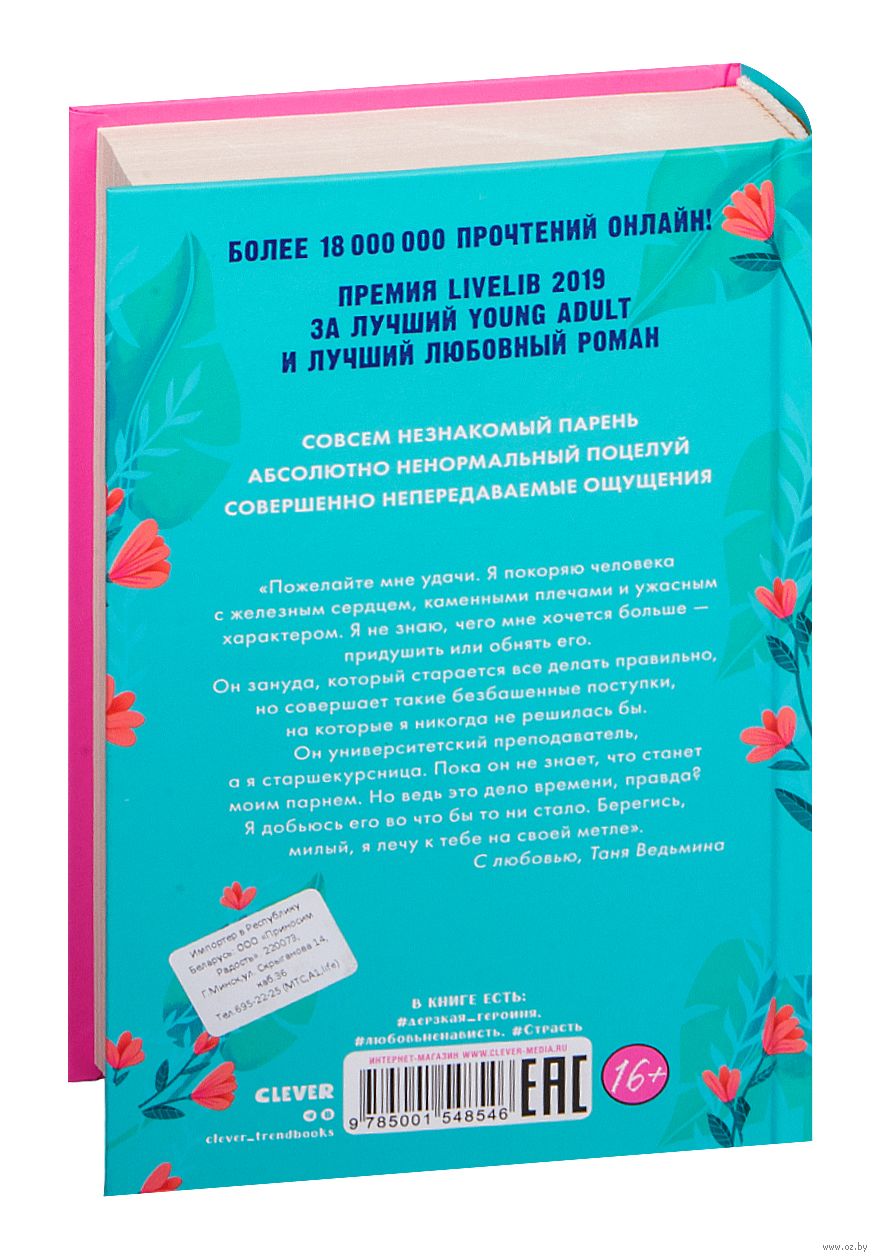 БОЛЕЕ 18 000 000 ПРОЧТЕНИЙ ОНЛАЙН!
ПРЕМИЯ LIVELIB 2019
ЗА ЛУЧШИЙ YOUNG ADULT
И ЛУЧШИЙ ЛЮБОВНЫЙ РОМАН
СОВСЕМ НЕЗНАКОМЫЙ ПАРЕНЬ
АБСОЛЮТНО НЕНОРМАЛЬНЫЙ ПОЦЕЛУЙ
СОВЕРШЕННО НЕПЕРЕДАВАЕМЫЕ ОЩУЩЕНИЯ
«Пожелайте мне удачи. Я покоряю человека
с железным сердцем, каменными плечами и ужасным
характером. Я не знаю, чего мне хочется больше —
придушить или обнять его.
Он зануда, который старается все делать правильно,
но совершает такие безбашенные поступки,
на которые я никогда не решилась бы.
Он университетский преподаватель,
а я старшекурсница. Пока он не знает, что станет
моим парнем. Но ведь это дело времени, правда?
Я добьюсь его во что бы то ни стало. Берегись,
милый, я лечу к тебе на своей метле».
С любовью, Таня Ведьмина
Импортер в Республику
Беларусь: ООО «Приносим
Радость». 220073,
Г.Минск,ул. Скрыганова 14,
каб.36
Тел:695-22-25 (МТС,А1,life)
В КНИГЕ ЕСТЬ:
#дерзкая_героиня.
#любовьненависть. #Страсть
ИНТЕРНЕТ-МАГАЗИН WWW.CLEVER-MEDIA.RU
CLEVER
clever_trendbooks
9 785001 548546
EAC
16+
www.oz.by